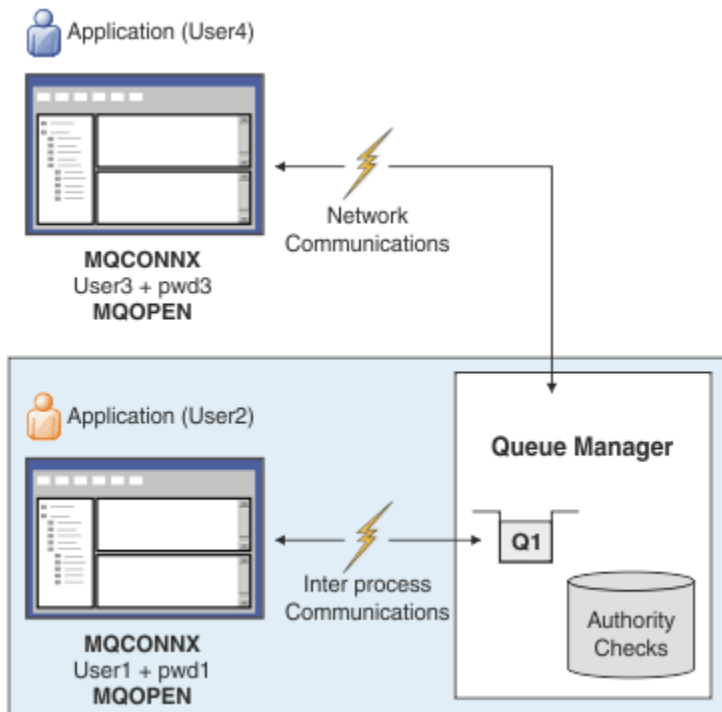 Application (User4)
Network
Communications
MQCONNX
User3 + pwd3
MQOPEN
Application (User2)
Queue Manager
Q1
Inter process
Communications
Authority
Checks
MQCONNX
User1 + pwd1
MQOPEN